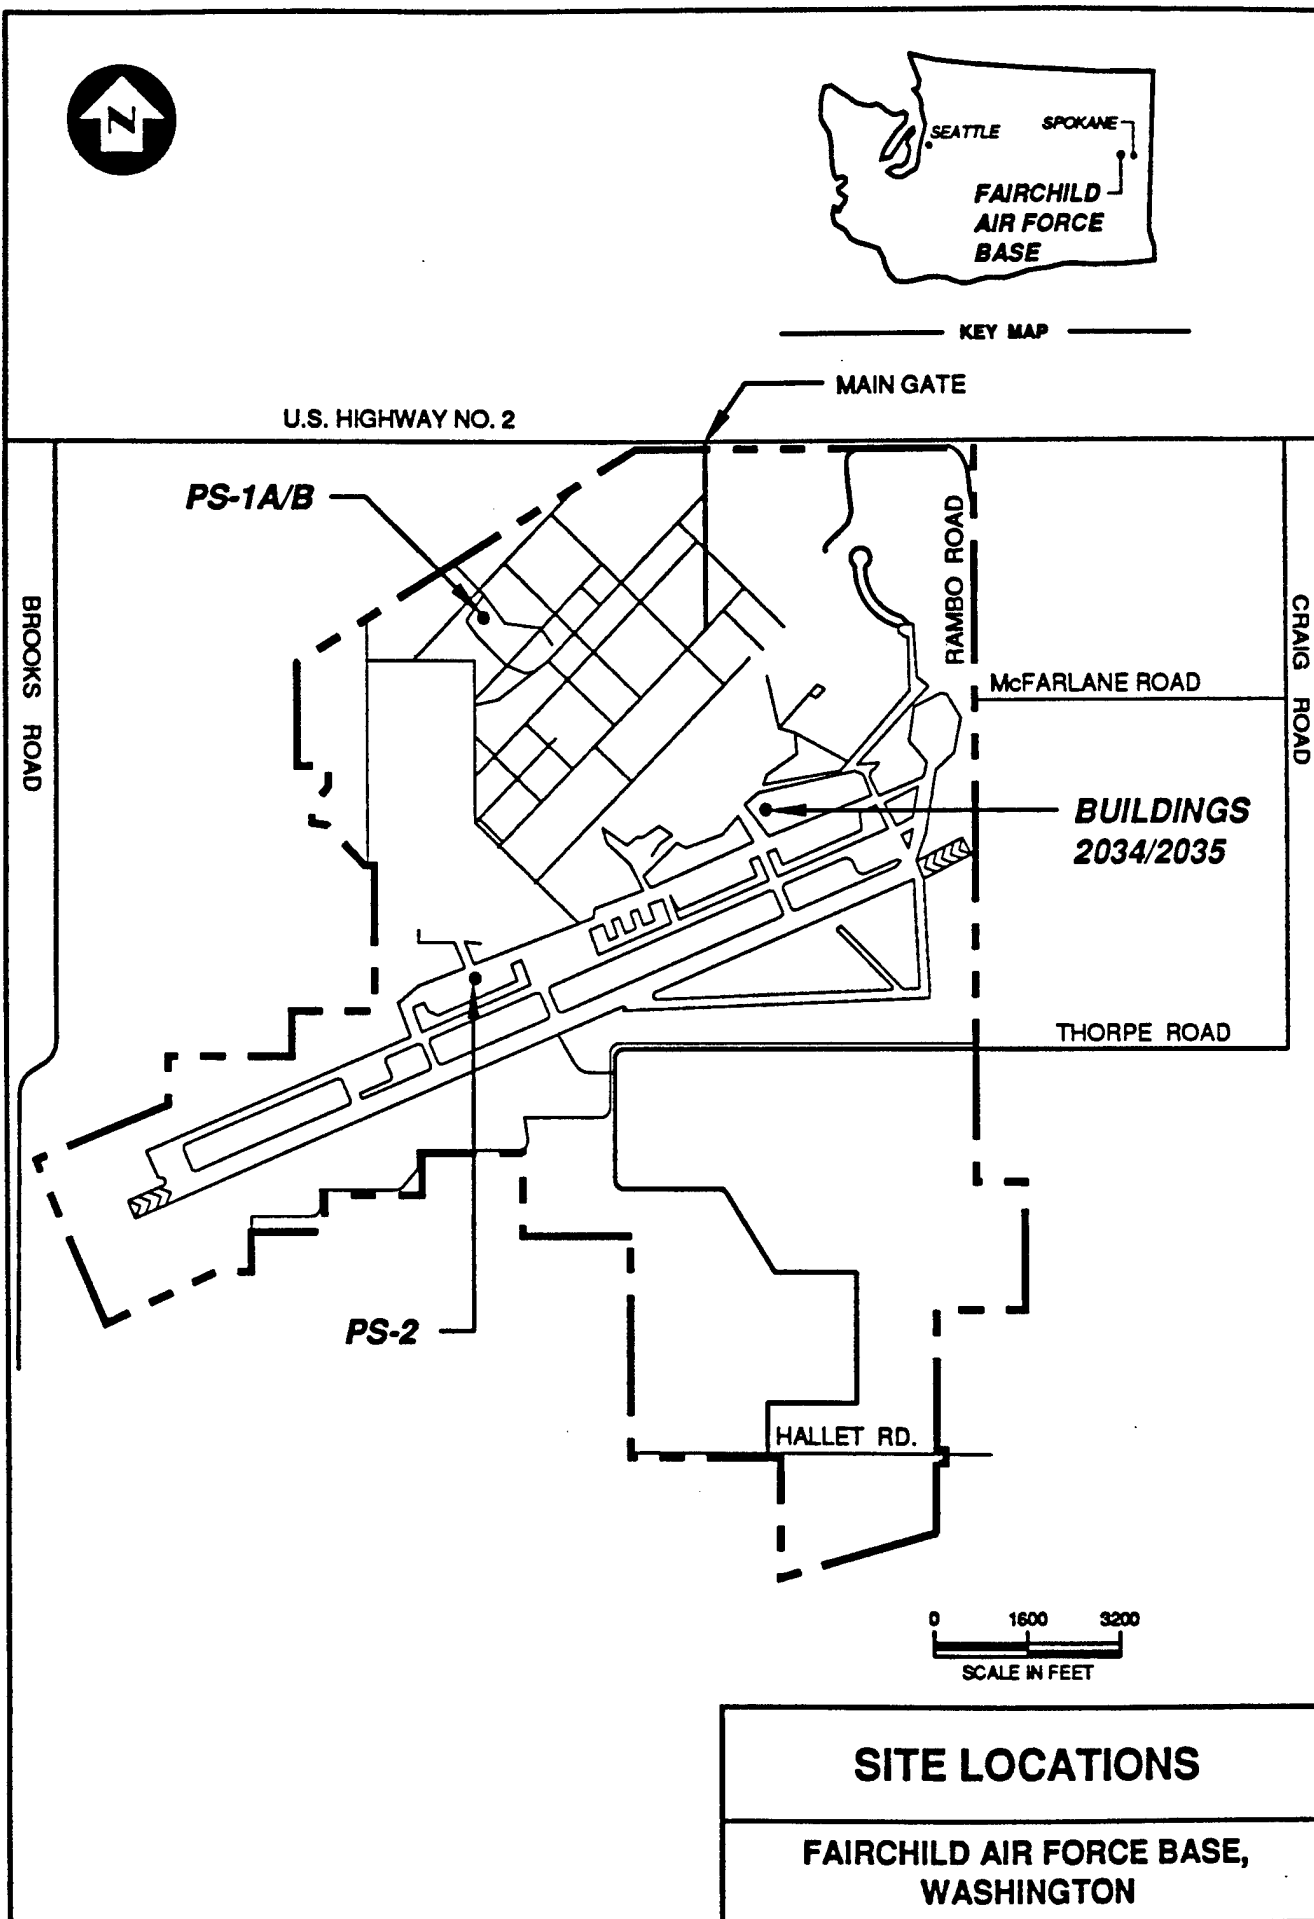 N
SEATTLE
SPOKANE
FAIRCHILD
AIR FORCE
BASE
KEY MAP
MAIN GATE
U.S. HIGHWAY NO. 2
PS-1A/B
BROOKS ROAD
RAMBO ROAD
CRAIG ROAD
McFARLANE ROAD
BUILDINGS
2034/2035
THORPE ROAD
PS-2
HALLET RD.
0 1600 3200
SCALE IN FEET
SITE LOCATIONS
FAIRCHILD AIR FORCE BASE,
WASHINGTON